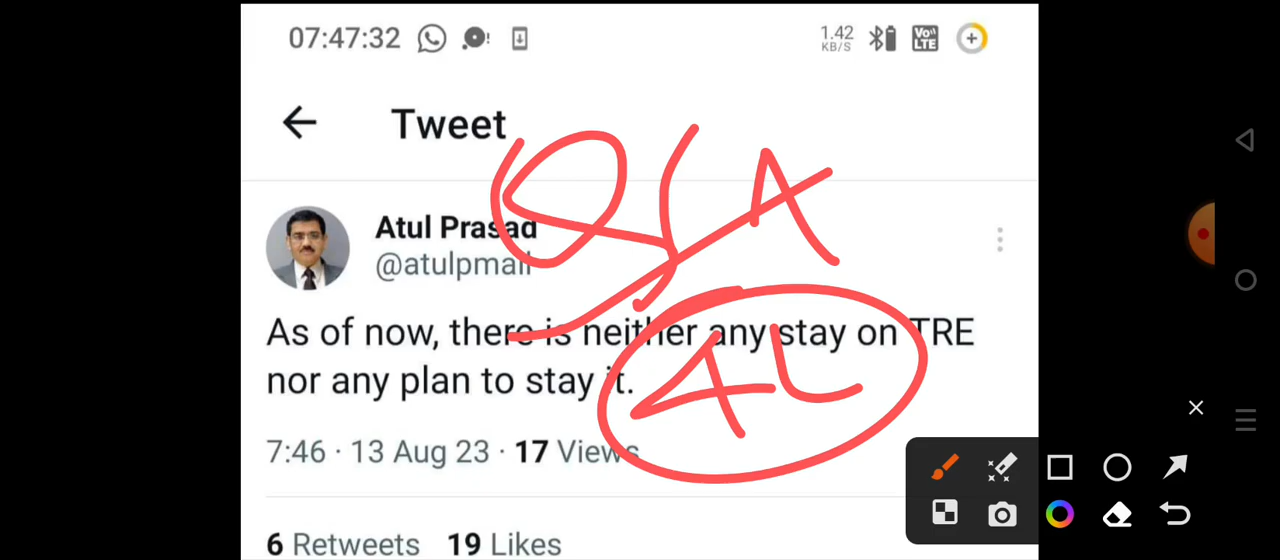 07:47:32 1.42 KB/S Vo LTE
Tweet
Atul Prasad
@atulpmail
As of now, there is neither any stay on TRE
nor any plan to stay it.
7:46 · 13 Aug 23 · 17 Views
6 Retweets 19 Likes
4L